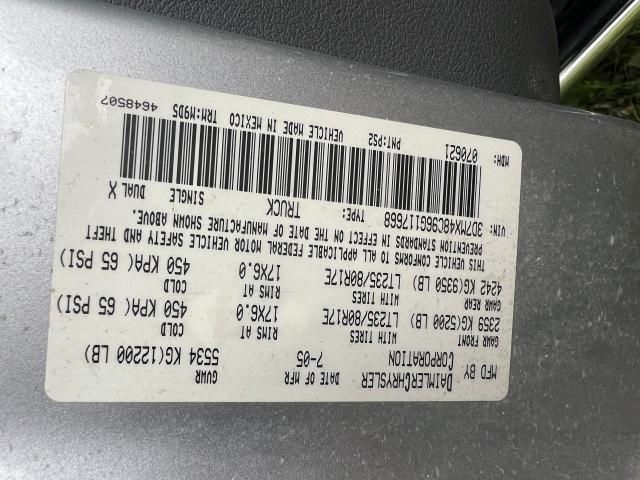 MFD BY DAIMLERCHRYSLER CORPORATION DATE OF MFR 7-05 GVWR 5534 KG(12200 LB)
GAWR FRONT WITH TIRES RIMS AT COLD
2359 KG(5200 LB) LT235/80R17E 17X6.0 450 KPA( 65 PSI)
GAWR REAR WITH TIRES RIMS AT COLD
4242 KG(9350 LB) LT235/80R17E 17X6.0 450 KPA( 65 PSI)
THIS VEHICLE CONFORMS TO ALL APPLICABLE FEDERAL MOTOR VEHICLE SAFETY AND THEFT
PREVENTION STANDARDS IN EFFECT ON THE DATE OF MANUFACTURE SHOWN ABOVE.
VIN: 3D7MX48C96G117668 TYPE: TRUCK SINGLE DUAL X
MDH: 070621 PNT:PS2 VEHICLE MADE IN MEXICO TRM:M9D5 4648507